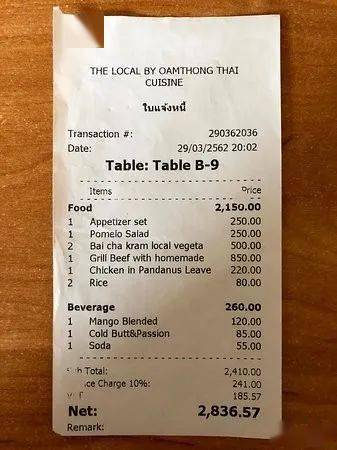 THE LOCAL BY OAMTHONG THAI
CUISINE
ใบแจ้งหนี้
Transaction #: 290362036
Date: 29/03/2562 20:02
Table: Table B-9
Items Price
Food 2,150.00
1 Appetizer set 250.00
1 Pomelo Salad 250.00
2 Bai cha kram local vegeta 500.00
1 Grill Beef with homemade 850.00
1 Chicken in Pandanus Leave 220.00
2 Rice 80.00
Beverage 260.00
1 Mango Blended 120.00
1 Cold Butt&Passion 85.00
1 Soda 55.00
Total: 2,410.00
Charge 10%: 241.00
185.57
Net: 2,836.57
Remark: